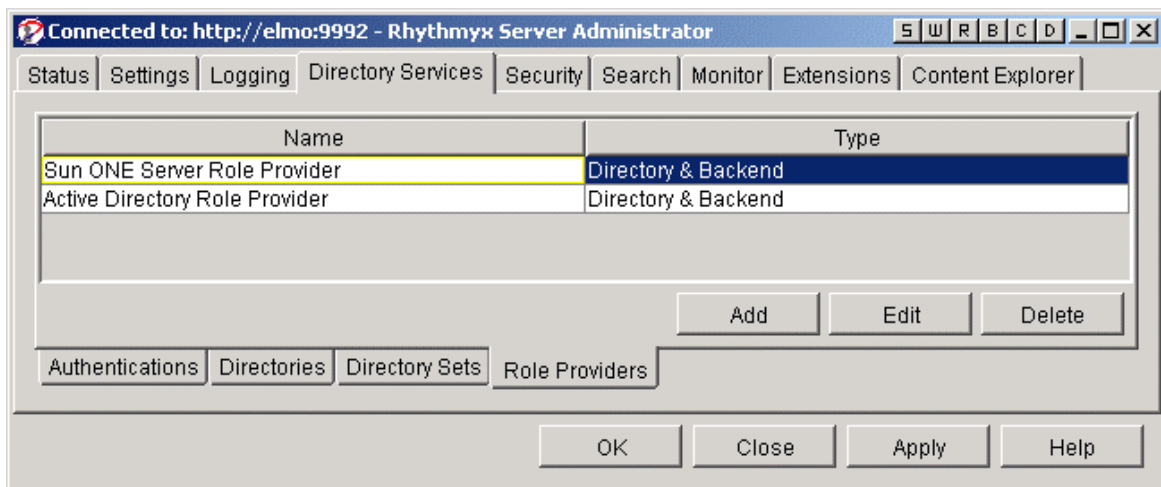 Connected to: http://elmo:9992 - Rhythmyx Server Administrator S W R B C D
Status Settings Logging Directory Services Security Search Monitor Extensions Content Explorer
Name Type
Sun ONE Server Role Provider Directory & Backend
Active Directory Role Provider Directory & Backend
Add Edit Delete
Authentications Directories Directory Sets Role Providers
OK Close Apply Help